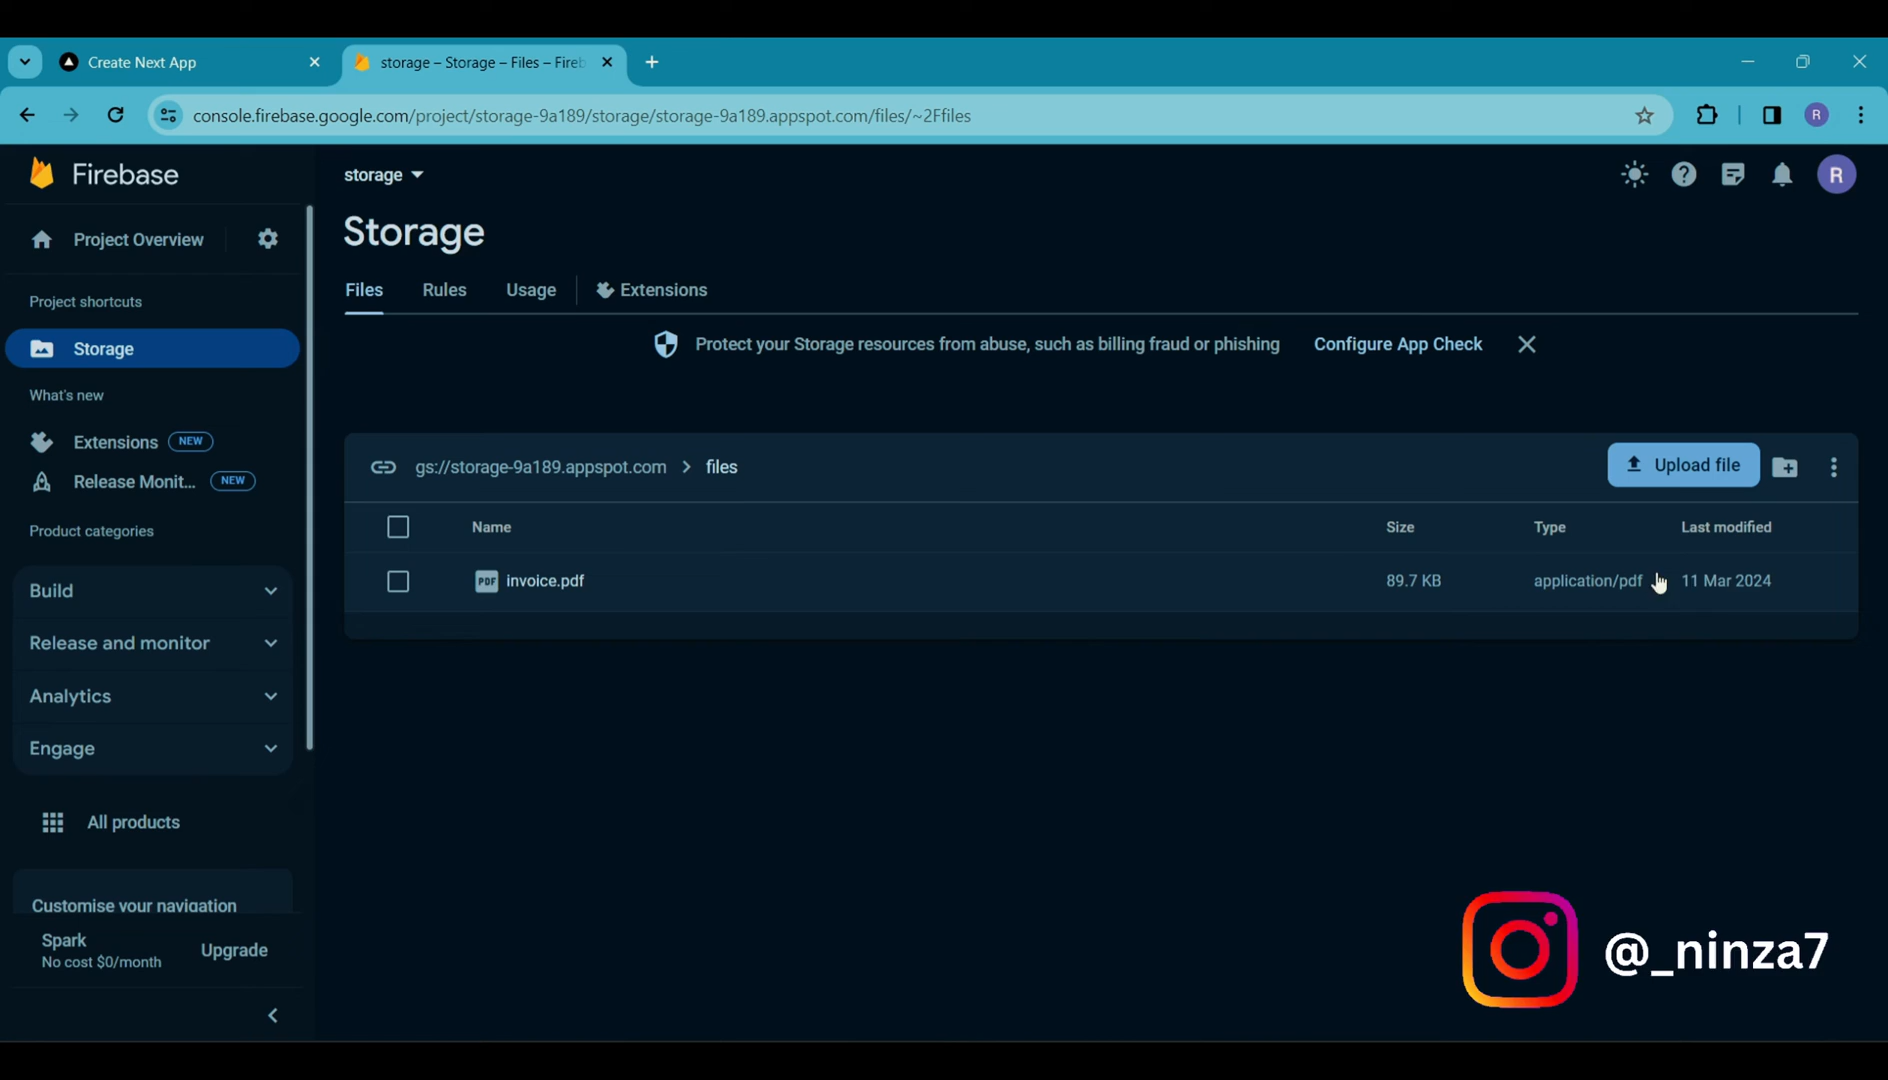 Create Next App
storage – Storage – Files – Fireb
console.firebase.google.com/project/storage-9a189/storage/storage-9a189.appspot.com/files/~2Ffiles
R
Firebase
storage
R
Project Overview
Storage
Project shortcuts
Files Rules Usage Extensions
Storage
Protect your Storage resources from abuse, such as billing fraud or phishing Configure App Check
What's new
Extensions NEW
Release Monit... NEW
gs://storage-9a189.appspot.com > files
Upload file
Product categories
Name Size Type Last modified
Build
PDF invoice.pdf 89.7 KB application/pdf 11 Mar 2024
Release and monitor
Analytics
Engage
All products
Customise your navigation
Spark
No cost $0/month
Upgrade
@_ninza7